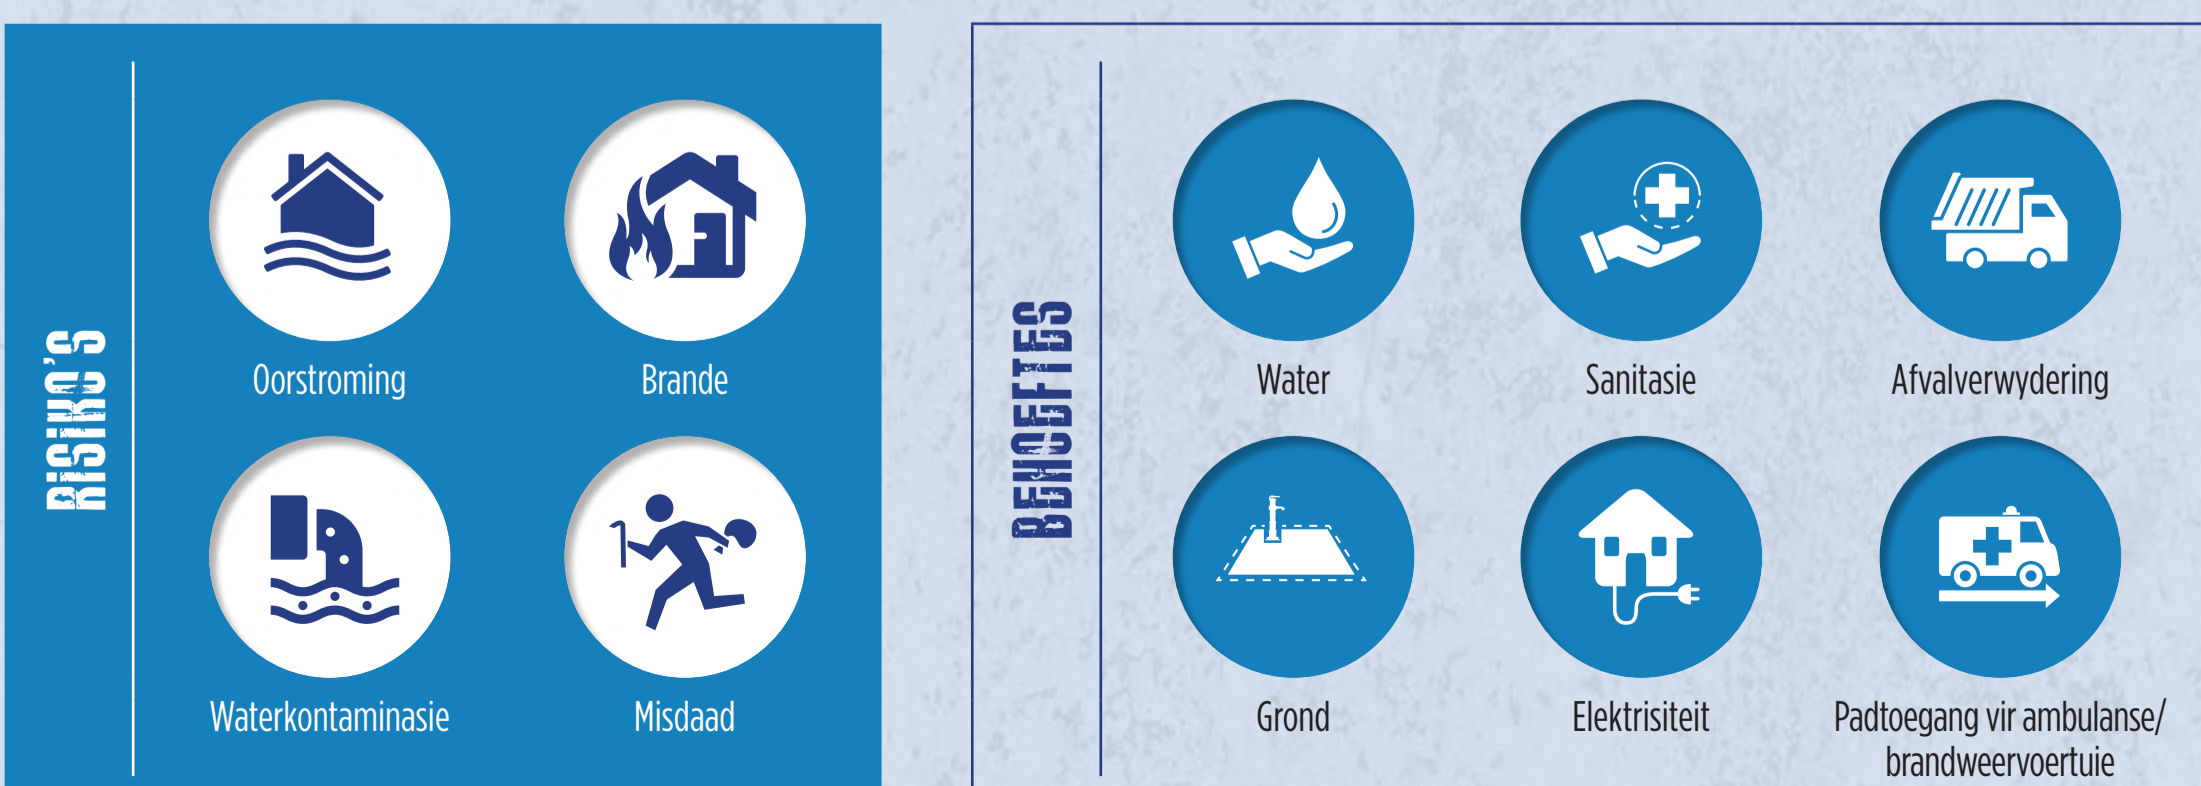 RISIKO'S
Oorstroming
Brande
Waterkontaminasie
Misdaad
BEHOEFTES
Water
Sanitasie
Afvalverwydering
Grond
Elektrisiteit
Padtoegang vir ambulanse/
brandweervoertuie